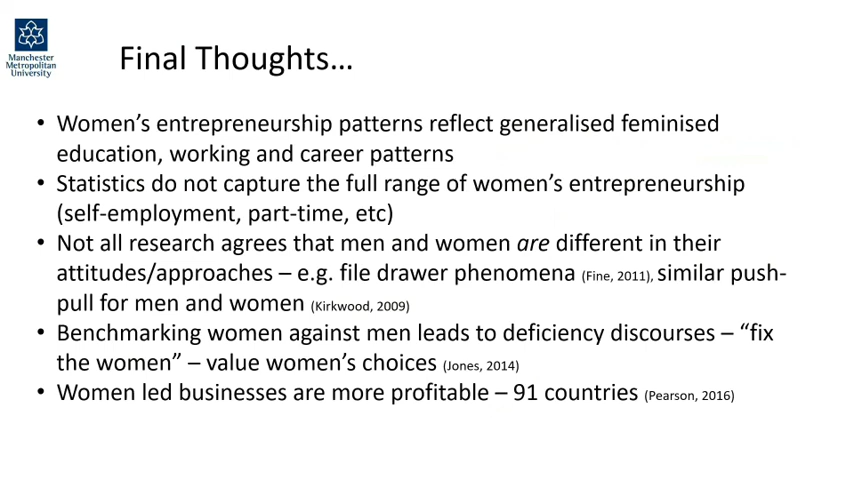 Manchester
Metropolitan
University
Final Thoughts…
• Women’s entrepreneurship patterns reflect generalised feminised
education, working and career patterns
• Statistics do not capture the full range of women’s entrepreneurship
(self-employment, part-time, etc)
• Not all research agrees that men and women are different in their
attitudes/approaches – e.g. file drawer phenomena (Fine, 2011), similar push-
pull for men and women (Kirkwood, 2009)
• Benchmarking women against men leads to deficiency discourses – “fix
the women” – value women’s choices (Jones, 2014)
• Women led businesses are more profitable – 91 countries (Pearson, 2016)